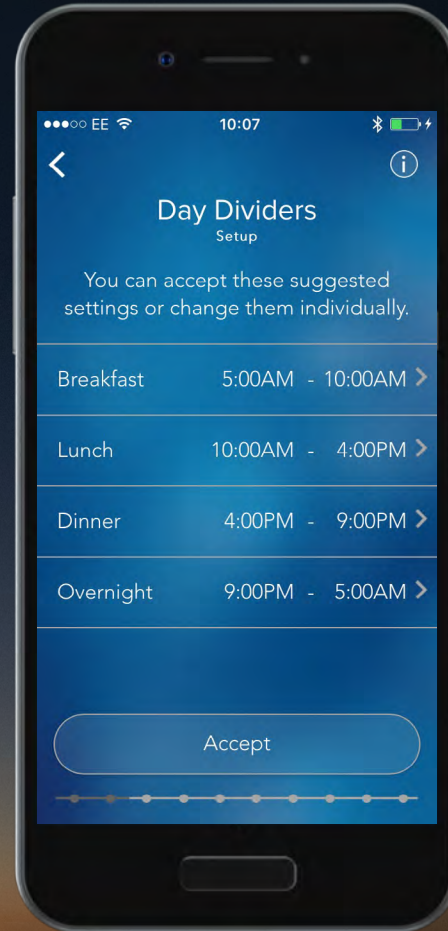 EE 10:07
Day Dividers
Setup
You can accept these suggested
settings or change them individually.
Breakfast 5:00AM - 10:00AM
Lunch 10:00AM - 4:00PM
Dinner 4:00PM - 9:00PM
Overnight 9:00PM - 5:00AM
Accept